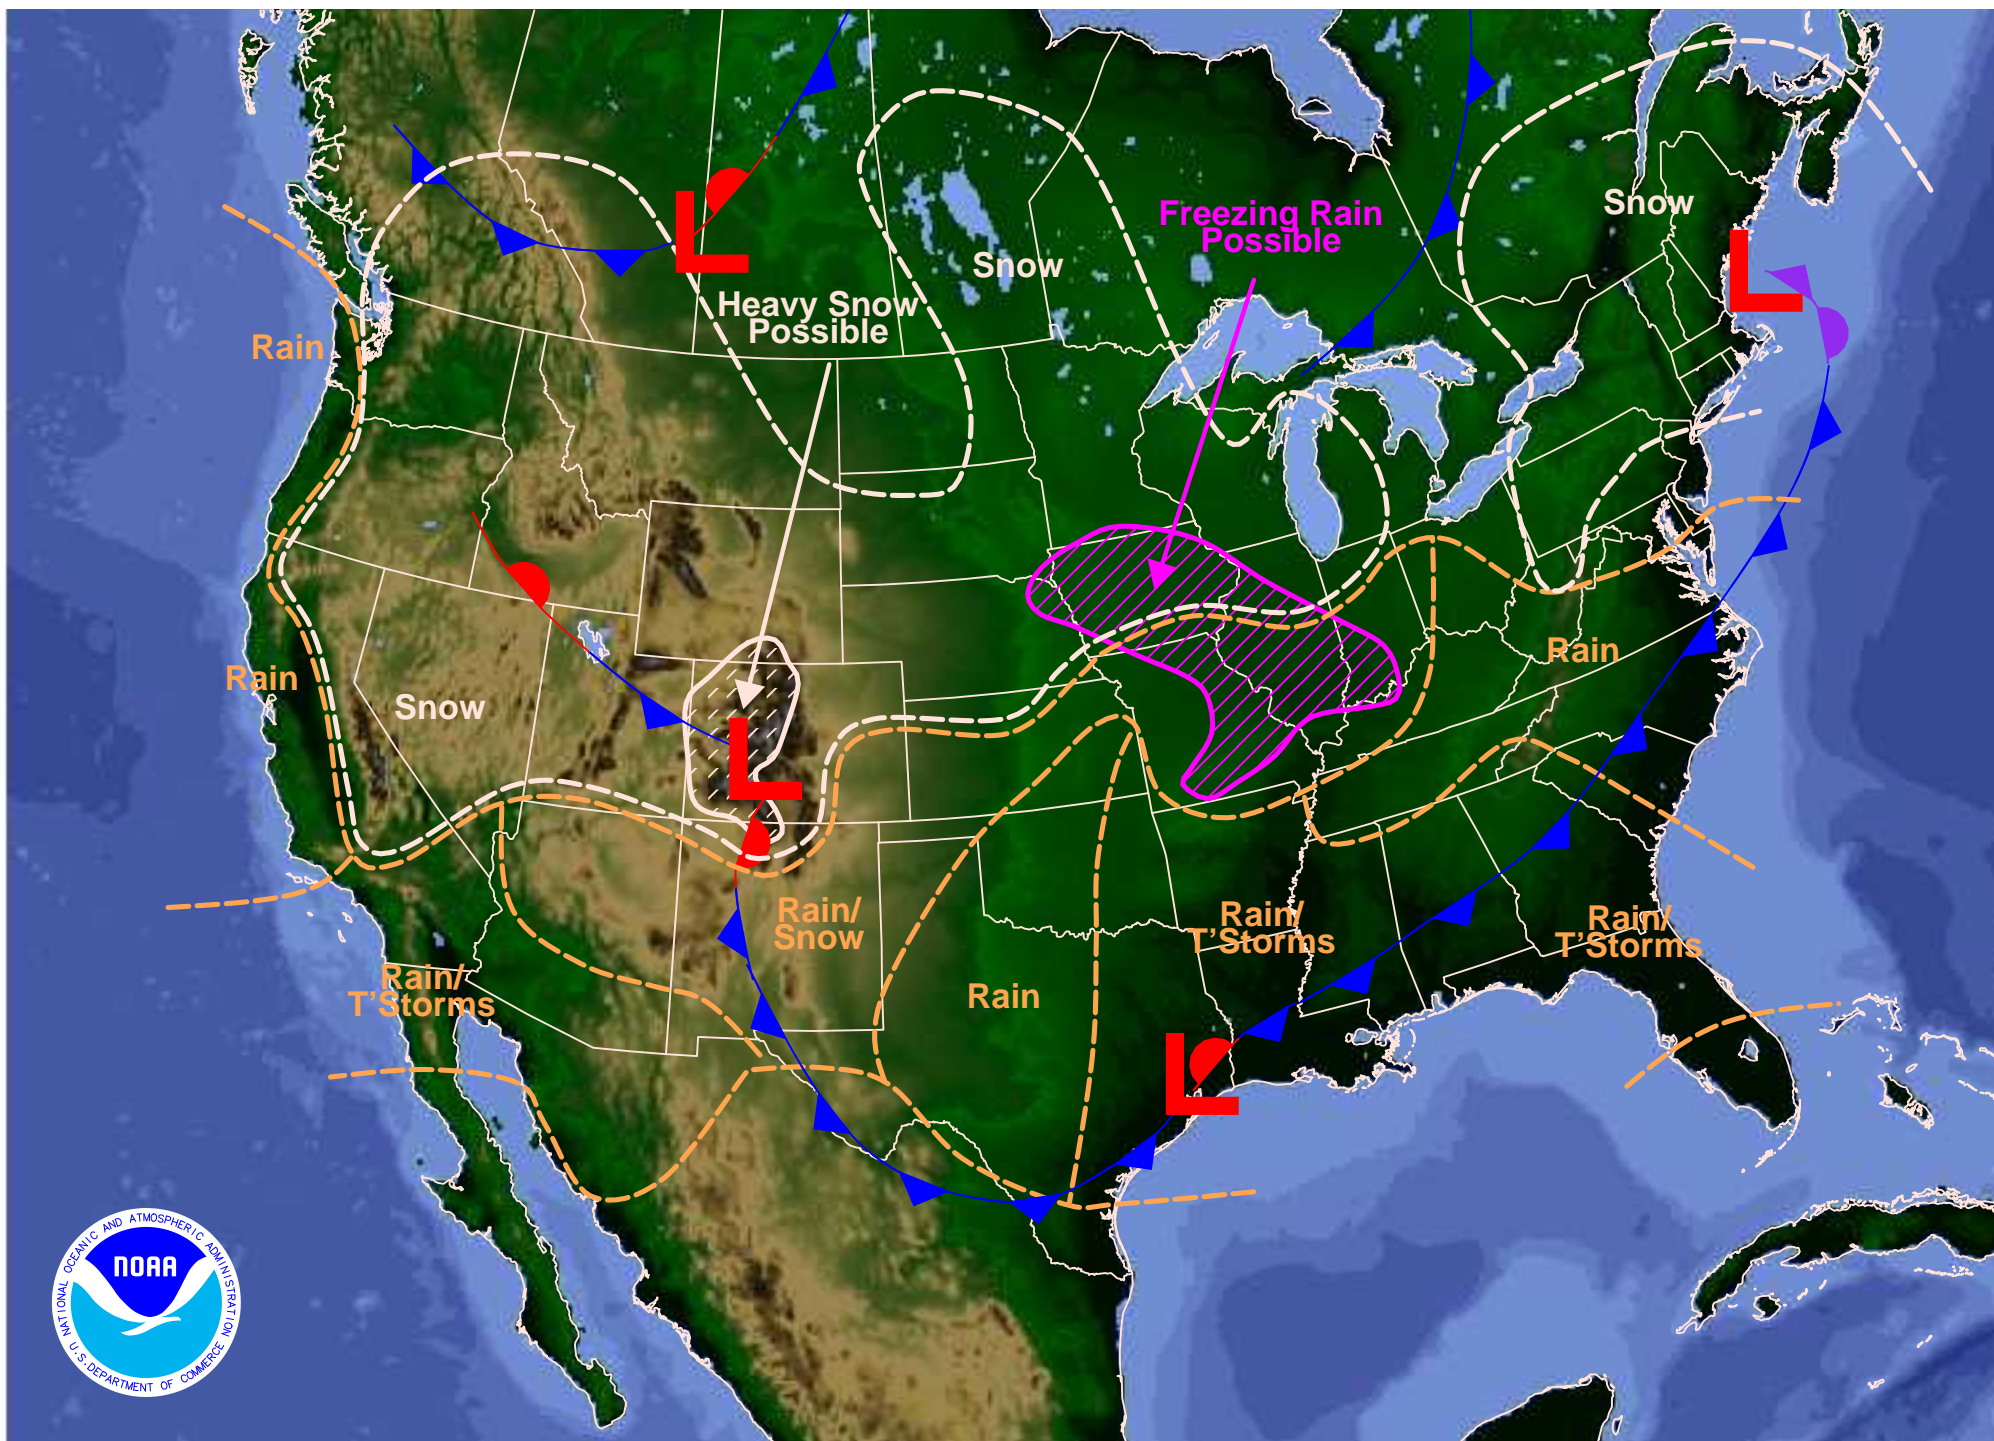 Snow
Freezing Rain
Possible
L
Snow
L
Heavy Snow
Possible
Rain
Rain
Rain
Snow
L
Rain/
Snow
Rain/
T'Storms
Rain/
T'Storms
Rain/
T'Storms
Rain
L
NATIONAL OCEANIC AND ATMOSPHERIC ADMINISTRATION
NOAA
U.S. DEPARTMENT OF COMMERCE